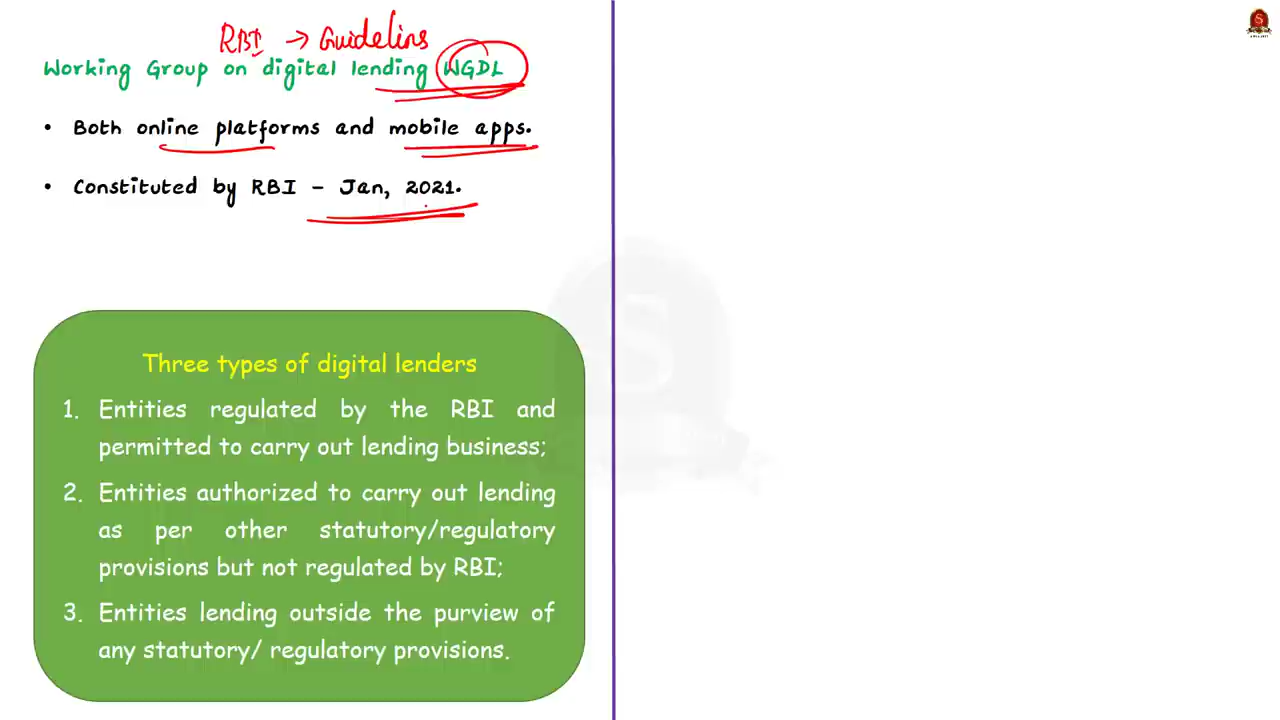 RBI → Guidelins
Working Group on digital lending WGDL
• Both online platforms and mobile apps.
• Constituted by RBI – Jan, 2021.
Three types of digital lenders
1. Entities regulated by the RBI and
permitted to carry out lending business;
2. Entities authorized to carry out lending
as per other statutory/regulatory
provisions but not regulated by RBI;
3. Entities lending outside the purview of
any statutory/ regulatory provisions.